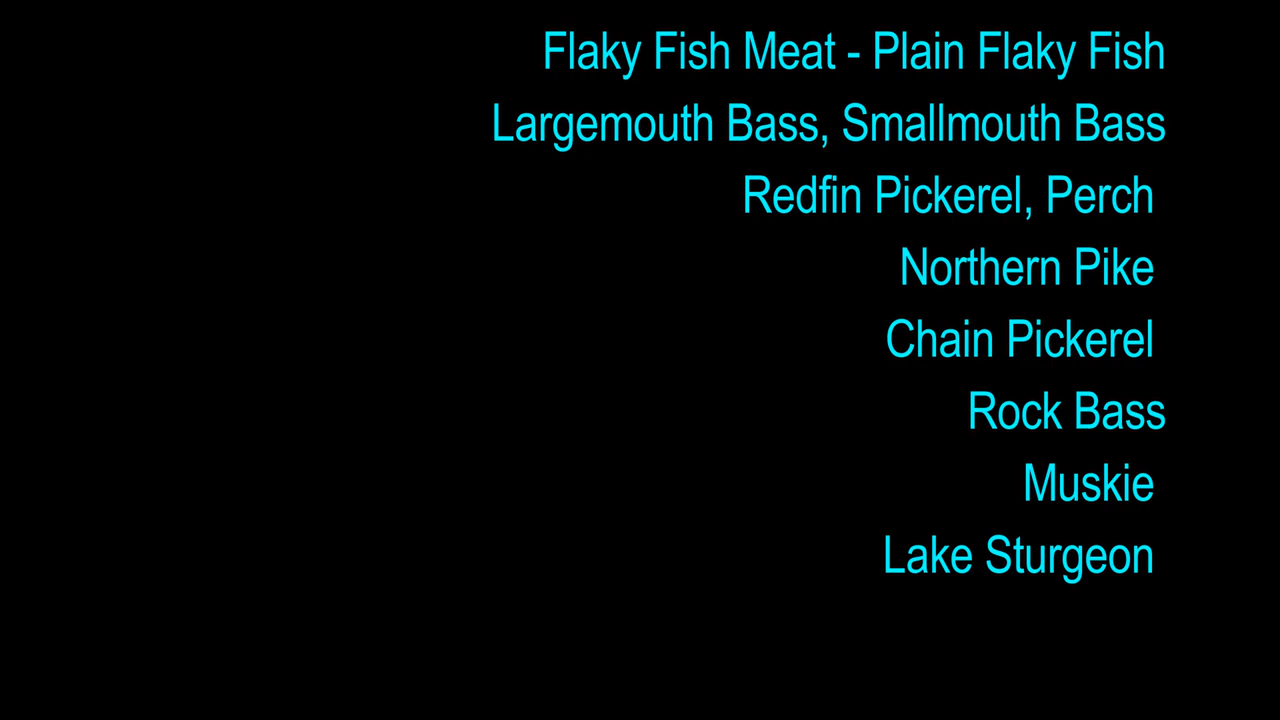 Flaky Fish Meat - Plain Flaky Fish
Largemouth Bass, Smallmouth Bass
Redfin Pickerel, Perch
Northern Pike
Chain Pickerel
Rock Bass
Muskie
Lake Sturgeon